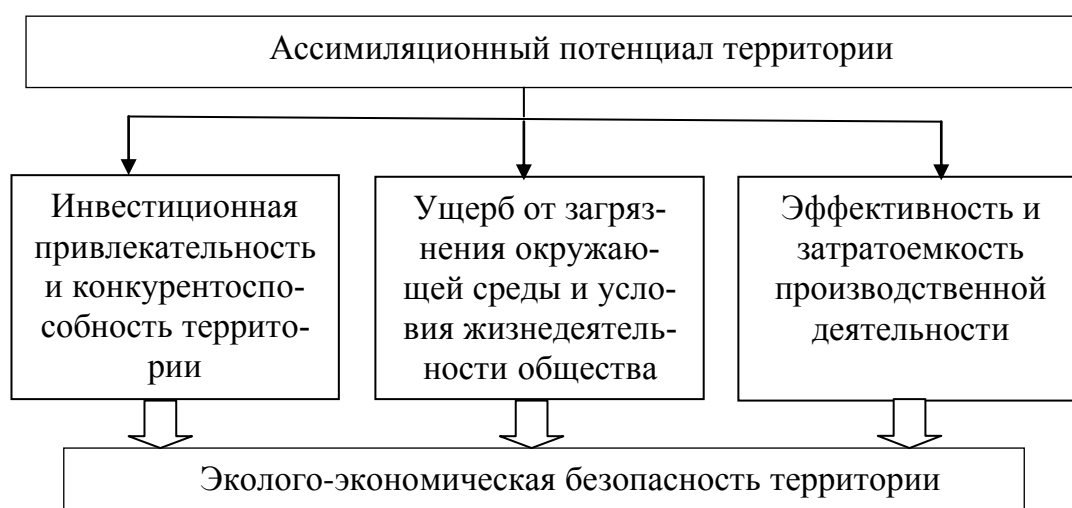 Ассимиляционный потенциал территории
Инвестиционная
привлекательность
и конкурентоспо-
собность террито-
рии
Ущерб от загряз-
нения окружаю-
щей среды и усло-
вия жизнедеятель-
ности общества
Эффективность и
затратоемкость
производственной
деятельности
Эколого-экономическая безопасность территории